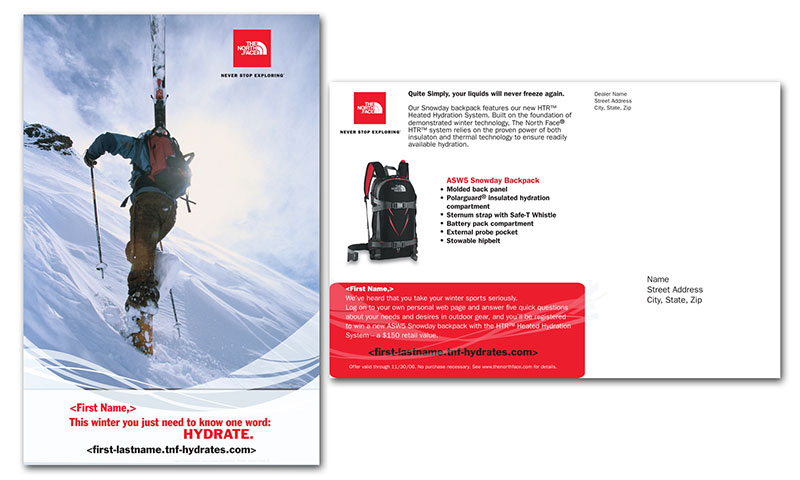 THE
NORTH
FACE
NEVER STOP EXPLORING
<First Name,>
This winter you just need to know one word:
HYDRATE.
<first-lastname.tnf-hydrates.com>
THE
NORTH
FACE
NEVER STOP EXPLORING
Quite Simply, your liquids will never freeze again.
Our Snowday backpack features our new HTR™
Heated Hydration System. Built on the foundation of
demonstrated winter technology, The North Face®
HTR™ system relies on the proven power of both
insulaton and thermal technology to ensure readily
available hydration.
ASW5 Snowday Backpack
• Molded back panel
• Polarguard® insulated hydration
compartment
• Sternum strap with Safe-T Whistle
• Battery pack compartment
• External probe pocket
• Stowable hipbelt
<First Name,>
We've heard that you take your winter sports seriously.
Log on to your own personal web page and answer five quick questions
about your needs and desires in outdoor gear, and you'll be registered
to win a new ASW5 Snowday backpack with the HTR™ Heated Hydration
System – a $150 retail value.
<first-lastname.tnf-hydrates.com>
Offer valid through 11/30/06. No purchase necessary. See www.thenorthface.com for details.
Dealer Name
Street Address
City, State, Zip
Name
Street Address
City, State, Zip